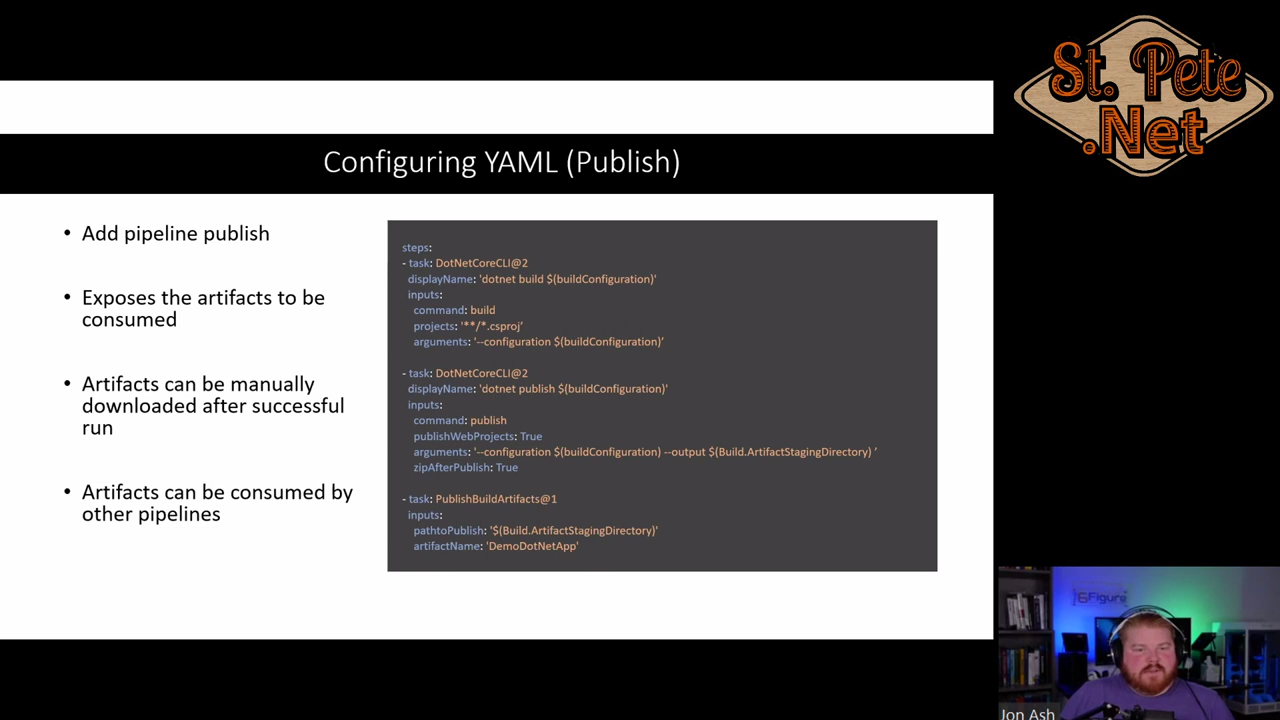 St. Pete
.Net
Configuring YAML (Publish)
• Add pipeline publish
• Exposes the artifacts to be
consumed
• Artifacts can be manually
downloaded after successful
run
• Artifacts can be consumed by
other pipelines
steps:
- task: DotNetCoreCLI@2
displayName: 'dotnet build $(buildConfiguration)'
inputs:
command: build
projects: '**/*.csproj’
arguments: '--configuration $(buildConfiguration)’
- task: DotNetCoreCLI@2
displayName: 'dotnet publish $(buildConfiguration)'
inputs:
command: publish
publishWebProjects: True
arguments: '--configuration $(buildConfiguration) --output $(Build.ArtifactStagingDirectory) ’
zipAfterPublish: True
- task: PublishBuildArtifacts@1
inputs:
pathtoPublish: '$(Build.ArtifactStagingDirectory)'
artifactName: 'DemoDotNetApp'
6Figure
Jon Ash